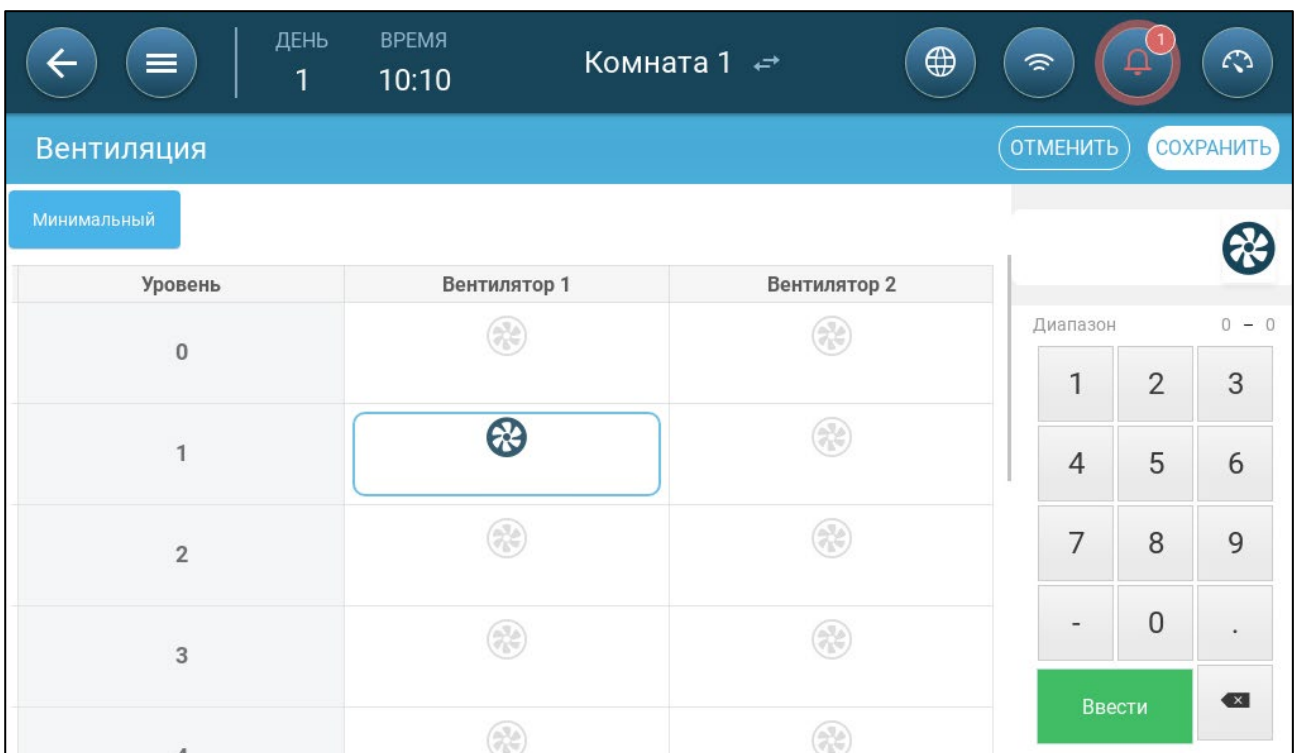 ДЕНЬ ВРЕМЯ
1 10:10 Комната 1 1
Вентиляция ОТМЕНИТЬ СОХРАНИТЬ
Минимальный
Уровень Вентилятор 1 Вентилятор 2
Диапазон 0 – 0
0
1 2 3
1
4 5 6
2
7 8 9
3
- 0 .
Ввести
4